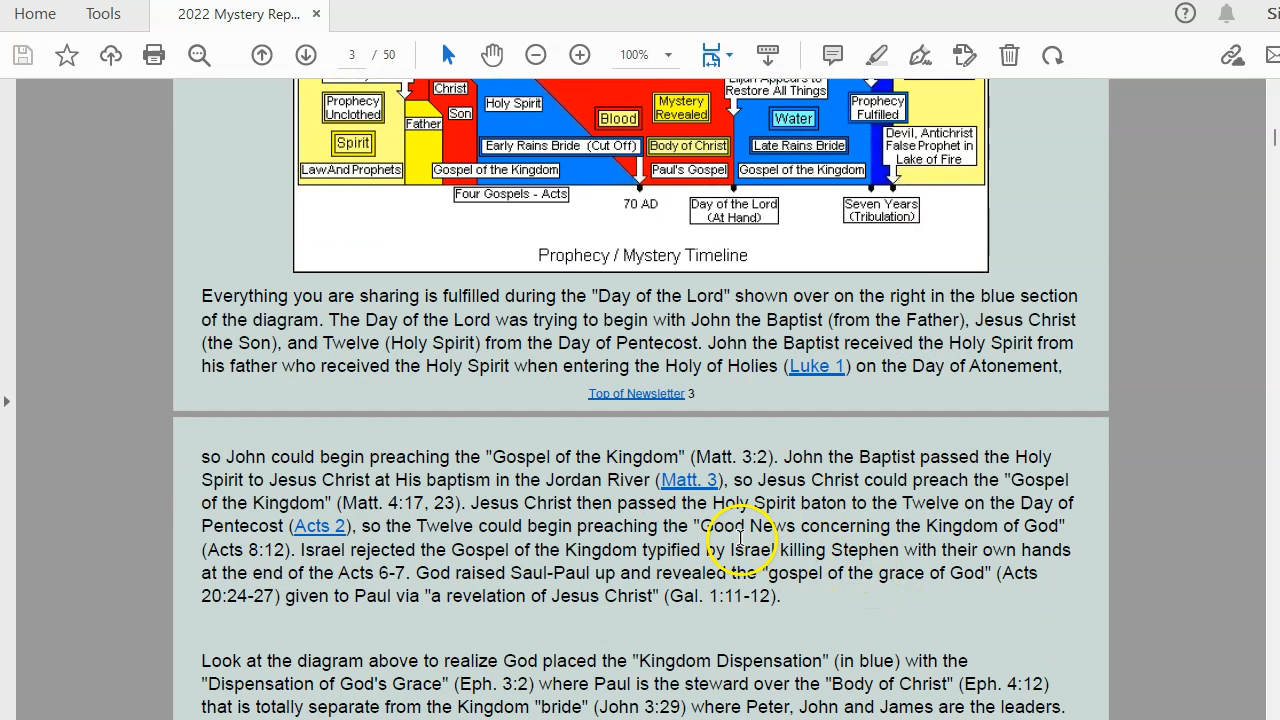 Home Tools 2022 Mystery Rep... × Si
3 / 50 100%
Christ Elijah Appears to
Restore All Things
Prophecy Unclothed Son Holy Spirit Mystery Revealed Prophecy Fulfilled
Father Blood Water
Spirit Early Rains Bride (Cut Off) Body of Christ Late Rains Bride Devil, Antichrist False Prophet in Lake of Fire
LawAnd Prophets Gospel of the Kingdom Paul's Gospel Gospel of the Kingdom
Four Gospels - Acts 70 AD Day of the Lord (At Hand) Seven Years (Tribulation)
Prophecy / Mystery Timeline
Everything you are sharing is fulfilled during the "Day of the Lord" shown over on the right in the blue section
of the diagram. The Day of the Lord was trying to begin with John the Baptist (from the Father), Jesus Christ
(the Son), and Twelve (Holy Spirit) from the Day of Pentecost. John the Baptist received the Holy Spirit from
his father who received the Holy Spirit when entering the Holy of Holies (Luke 1) on the Day of Atonement,
Top of Newsletter 3
so John could begin preaching the "Gospel of the Kingdom" (Matt. 3:2). John the Baptist passed the Holy
Spirit to Jesus Christ at His baptism in the Jordan River (Matt. 3), so Jesus Christ could preach the "Gospel
of the Kingdom" (Matt. 4:17, 23). Jesus Christ then passed the Holy Spirit baton to the Twelve on the Day of
Pentecost (Acts 2), so the Twelve could begin preaching the "Good News concerning the Kingdom of God"
(Acts 8:12). Israel rejected the Gospel of the Kingdom typified by Israel killing Stephen with their own hands
at the end of the Acts 6-7. God raised Saul-Paul up and revealed the "gospel of the grace of God" (Acts
20:24-27) given to Paul via "a revelation of Jesus Christ" (Gal. 1:11-12).
Look at the diagram above to realize God placed the "Kingdom Dispensation" (in blue) with the
"Dispensation of God's Grace" (Eph. 3:2) where Paul is the steward over the "Body of Christ" (Eph. 4:12)
that is totally separate from the Kingdom "bride" (John 3:29) where Peter, John and James are the leaders.